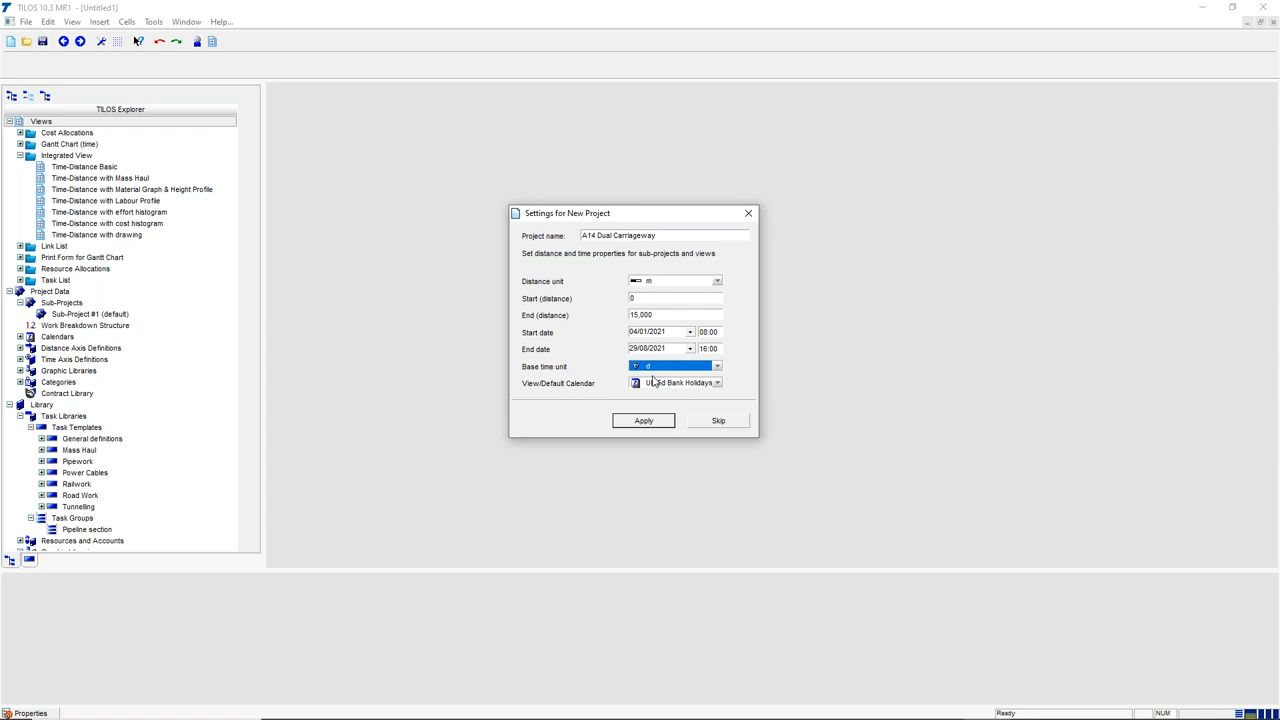 TILOS 10.3 MR1 - [Untitled1]
File Edit View Insert Cells Tools Window Help...
TILOS Explorer
Views
Cost Allocations
Gantt Chart (time)
Integrated View
Time-Distance Basic
Time-Distance with Mass Haul
Time-Distance with Material Graph & Height Profile
Time-Distance with Labour Profile
Time-Distance with effort histogram
Time-Distance with cost histogram
Time-Distance with drawing
Link List
Print Form for Gantt Chart
Resource Allocations
Task List
Project Data
Sub-Projects
Sub-Project #1 (default)
1.2 Work Breakdown Structure
Calendars
Distance Axis Definitions
Time Axis Definitions
Graphic Libraries
Categories
Contract Library
Library
Task Libraries
Task Templates
General definitions
Mass Haul
Pipework
Power Cables
Railwork
Road Work
Tunnelling
Task Groups
Pipeline section
Resources and Accounts
Settings for New Project
Project name: A14 Dual Carriageway
Set distance and time properties for sub-projects and views
Distance unit m
Start (distance) 0
End (distance) 15,000
Start date 04/01/2021 08:00
End date 29/08/2021 16:00
Base time unit d
View/Default Calendar Bank Holidays
Apply Skip
Properties
Ready NUM